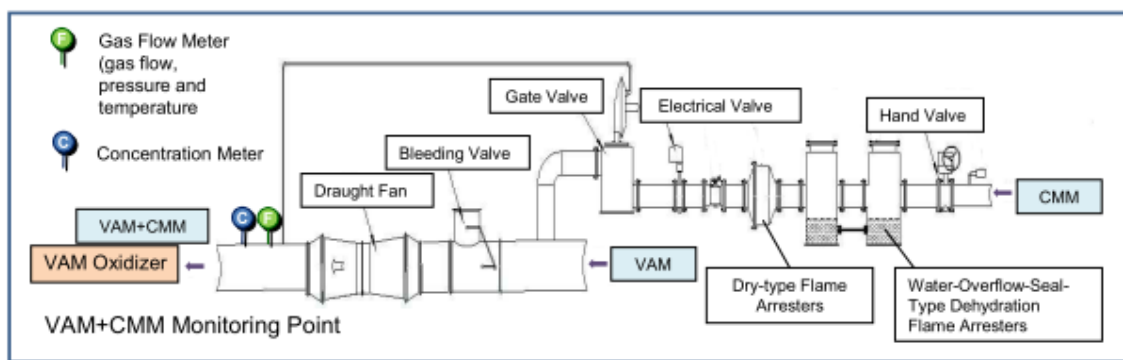 F
Gas Flow Meter
(gas flow,
pressure and
temperature
C
Concentration Meter
Gate Valve
Electrical Valve
Hand Valve
Bleeding Valve
Draught Fan
CMM
VAM+CMM
C
F
VAM Oxidizer
VAM
Dry-type Flame
Arresters
Water-Overflow-Seal-
Type Dehydration
Flame Arresters
VAM+CMM Monitoring Point